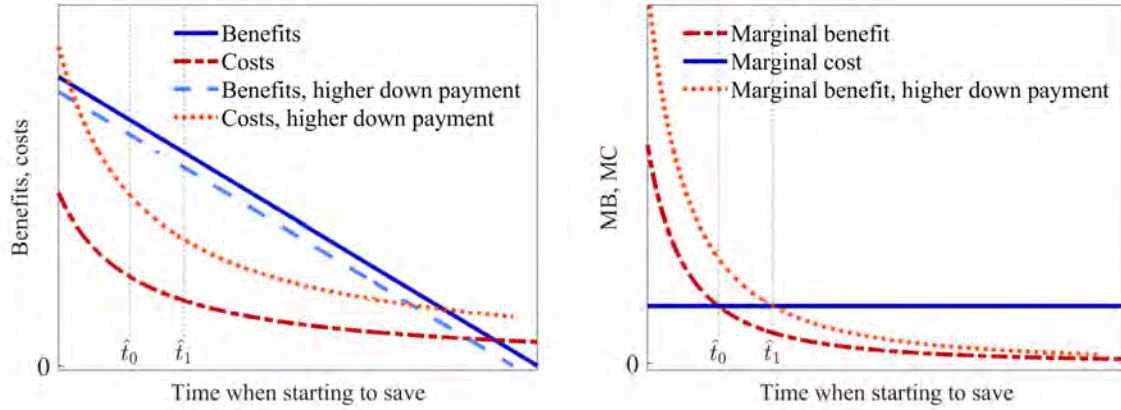 Benefits
Costs
Benefits, higher down payment
Costs, higher down payment
Benefits, costs
0
t̂₀
t̂₁
Time when starting to save
Marginal benefit
Marginal cost
Marginal benefit, higher down payment
MB, MC
0
t̂₀
t̂₁
Time when starting to save